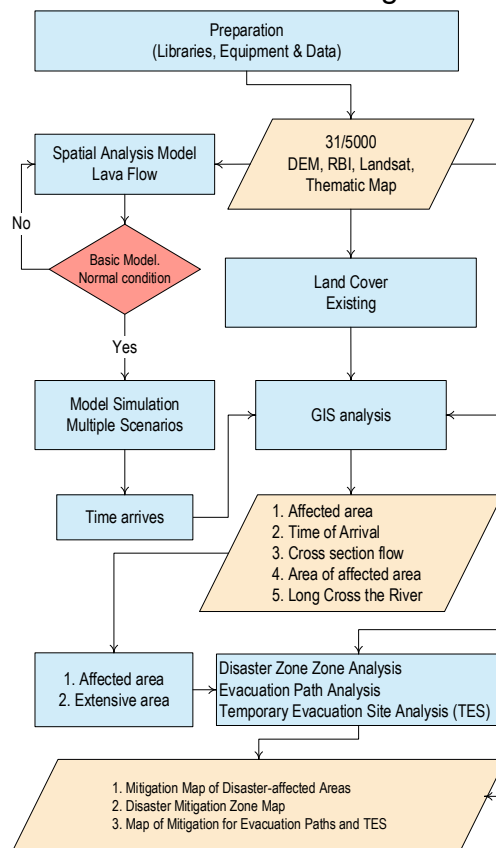 Preparation
(Libraries, Equipment & Data)
31/5000
DEM, RBI, Landsat,
Thematic Map
Spatial Analysis Model
Lava Flow
No
Basic Model.
Normal condition
Land Cover
Existing
Yes
Model Simulation
Multiple Scenarios
GIS analysis
Time arrives
1. Affected area
2. Time of Arrival
3. Cross section flow
4. Area of affected area
5. Long Cross the River
1. Affected area
2. Extensive area
Disaster Zone Zone Analysis
Evacuation Path Analysis
Temporary Evacuation Site Analysis (TES)
1. Mitigation Map of Disaster-affected Areas
2. Disaster Mitigation Zone Map
3. Map of Mitigation for Evacuation Paths and TES